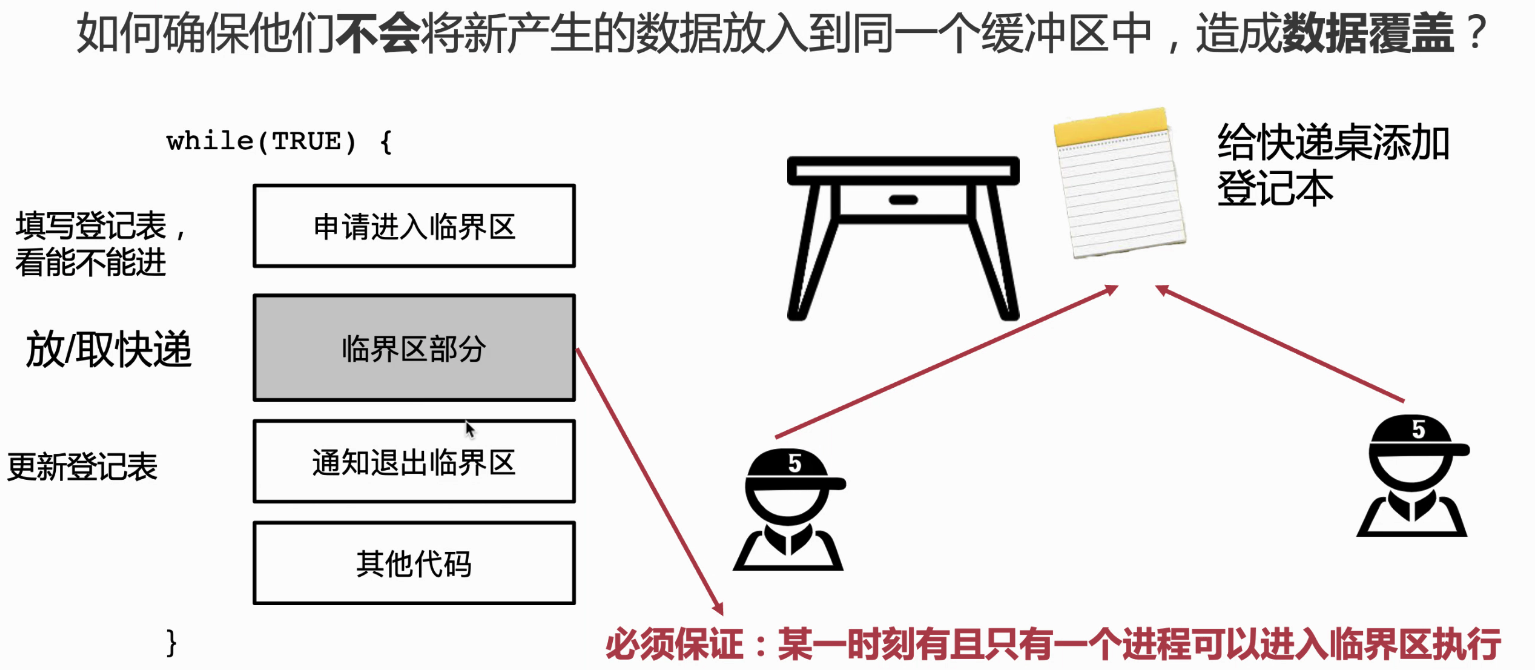 如何确保他们不会将新产生的数据放入到同一个缓冲区中，造成数据覆盖？
while(TRUE) {
填写登记表，
看能不能进
申请进入临界区
放/取快递
临界区部分
更新登记表
通知退出临界区
其他代码
}
给快递桌添加
登记本
5
5
必须保证：某一时刻有且只有一个进程可以进入临界区执行